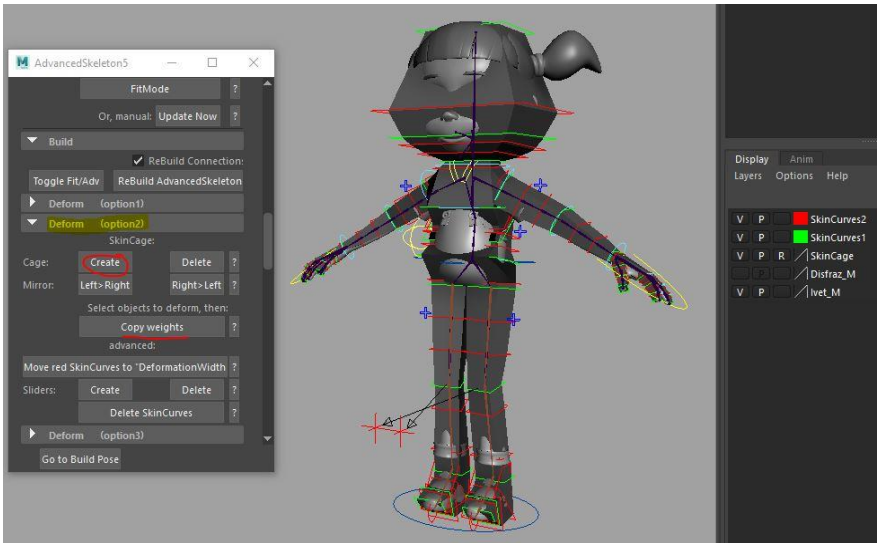 AdvancedSkeleton5
FitMode ?
Or, manual: Update Now ?
Build
ReBuild Connection:
Toggle Fit/Adv ReBuild AdvancedSkeleton
Deform (option1)
Deform (option2)
SkinCage:
Cage: Create Delete ?
Mirror: Left>Right Right>Left ?
Select objects to deform, then:
Copy weights ?
advanced:
Move red SkinCurves to "DeformationWidth ?
Sliders: Create Delete ?
Delete SkinCurves ?
Deform (option3)
Go to Build Pose
Display Anim
Layers Options Help
V P SkinCurves2
V P SkinCurves1
V P R SkinCage
P Disfraz_M
V P Ivet_M